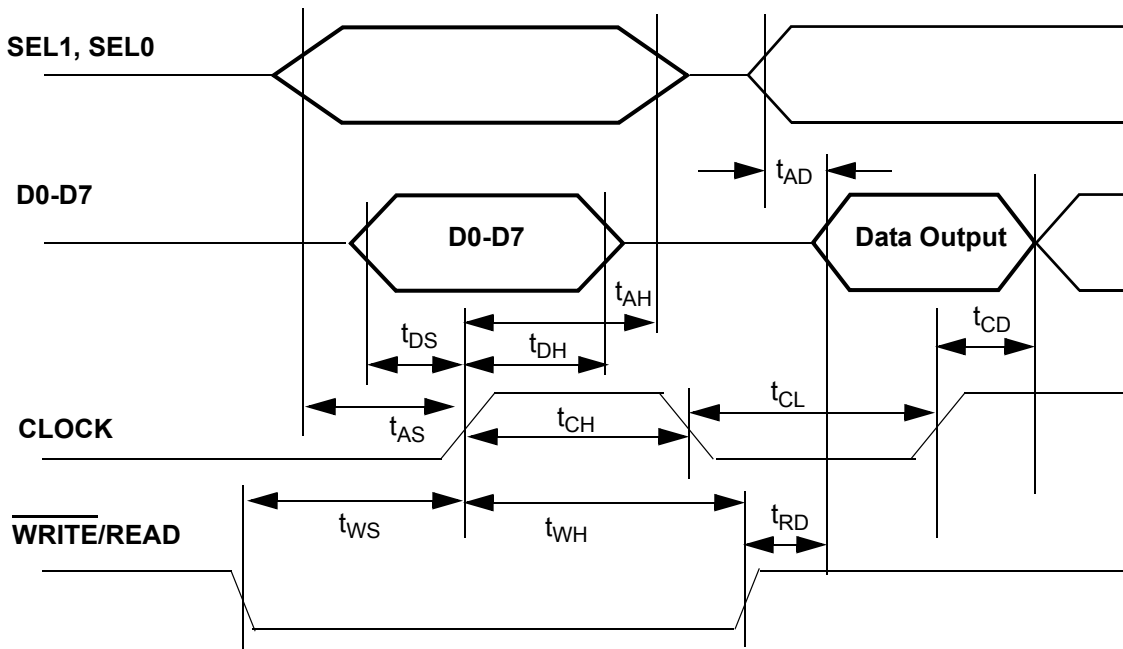 SEL1, SEL0
tAD
D0-D7
D0-D7
Data Output
tAH
tDS
tDH
tCD
tCL
tAS
tCH
CLOCK
tWS
tWH
tRD
WRITE/READ